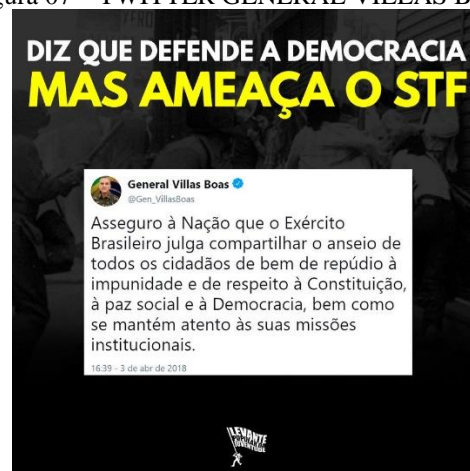 DIZ QUE DEFENDE A DEMOCRACIA
MAS AMEAÇA O STF
General Villas Boas
@Gen_VillasBoas
Asseguro à Nação que o Exército
Brasileiro julga compartilhar o anseio de
todos os cidadãos de bem de repúdio à
impunidade e de respeito à Constituição,
à paz social e à Democracia, bem como
se mantém atento às suas missões
institucionais.
16:39 - 3 de abr de 2018
LEVANTE